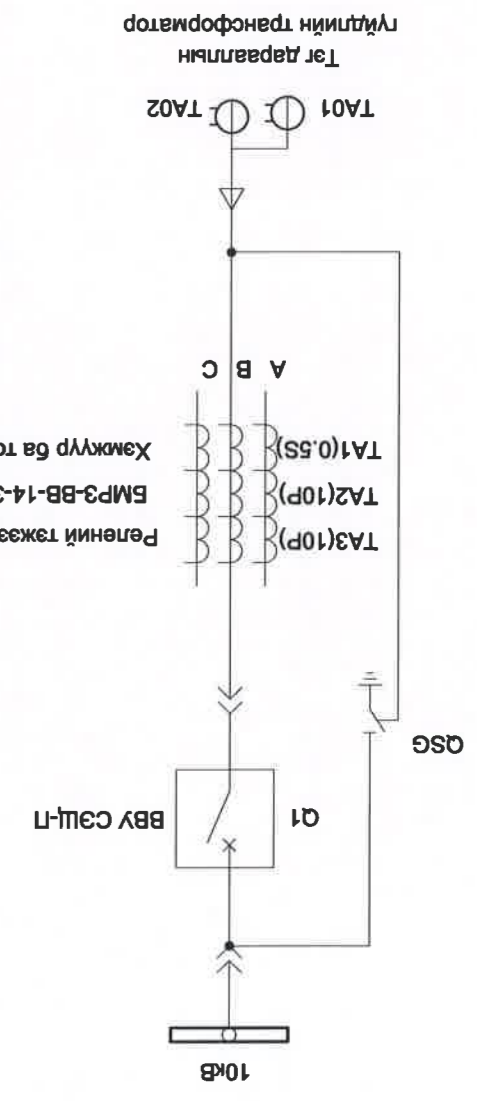 10кВ
Q1 ВВУ СЭЩ-П
QSG
TA3(10P) Релений
TA2(10P)
TA1(0.5S) Хэмжүүр ба
A B C
TA01 TA02
Тэг дарааллын
гүйдлийн трансформатор